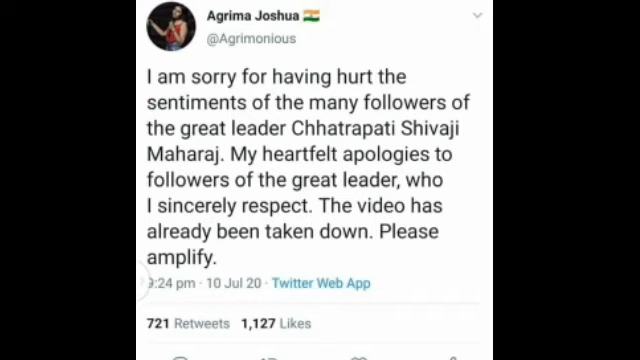 Agrima Joshua 🇮🇳
@Agrimonious
I am sorry for having hurt the
sentiments of the many followers of
the great leader Chhatrapati Shivaji
Maharaj. My heartfelt apologies to
followers of the great leader, who
I sincerely respect. The video has
already been taken down. Please
amplify.
9:24 pm · 10 Jul 20 · Twitter Web App
721 Retweets 1,127 Likes